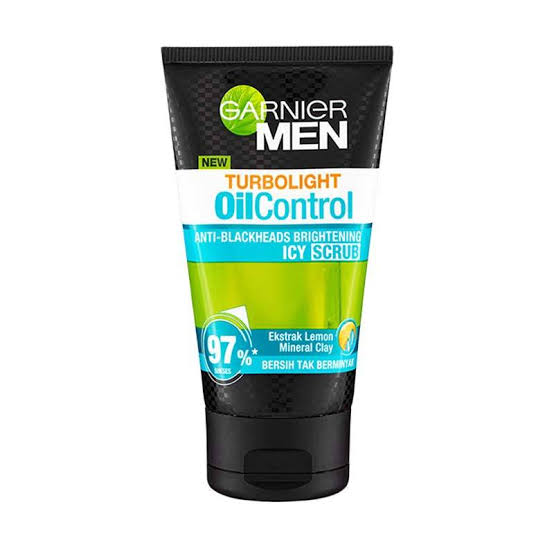 GARNIER
MEN
NEW
TURBOLIGHT
OilControl
ANTI-BLACKHEADS BRIGHTENING
ICY SCRUB
97%*
Ekstrak Lemon
Mineral Clay
BERSIH TAK BERMINYAK